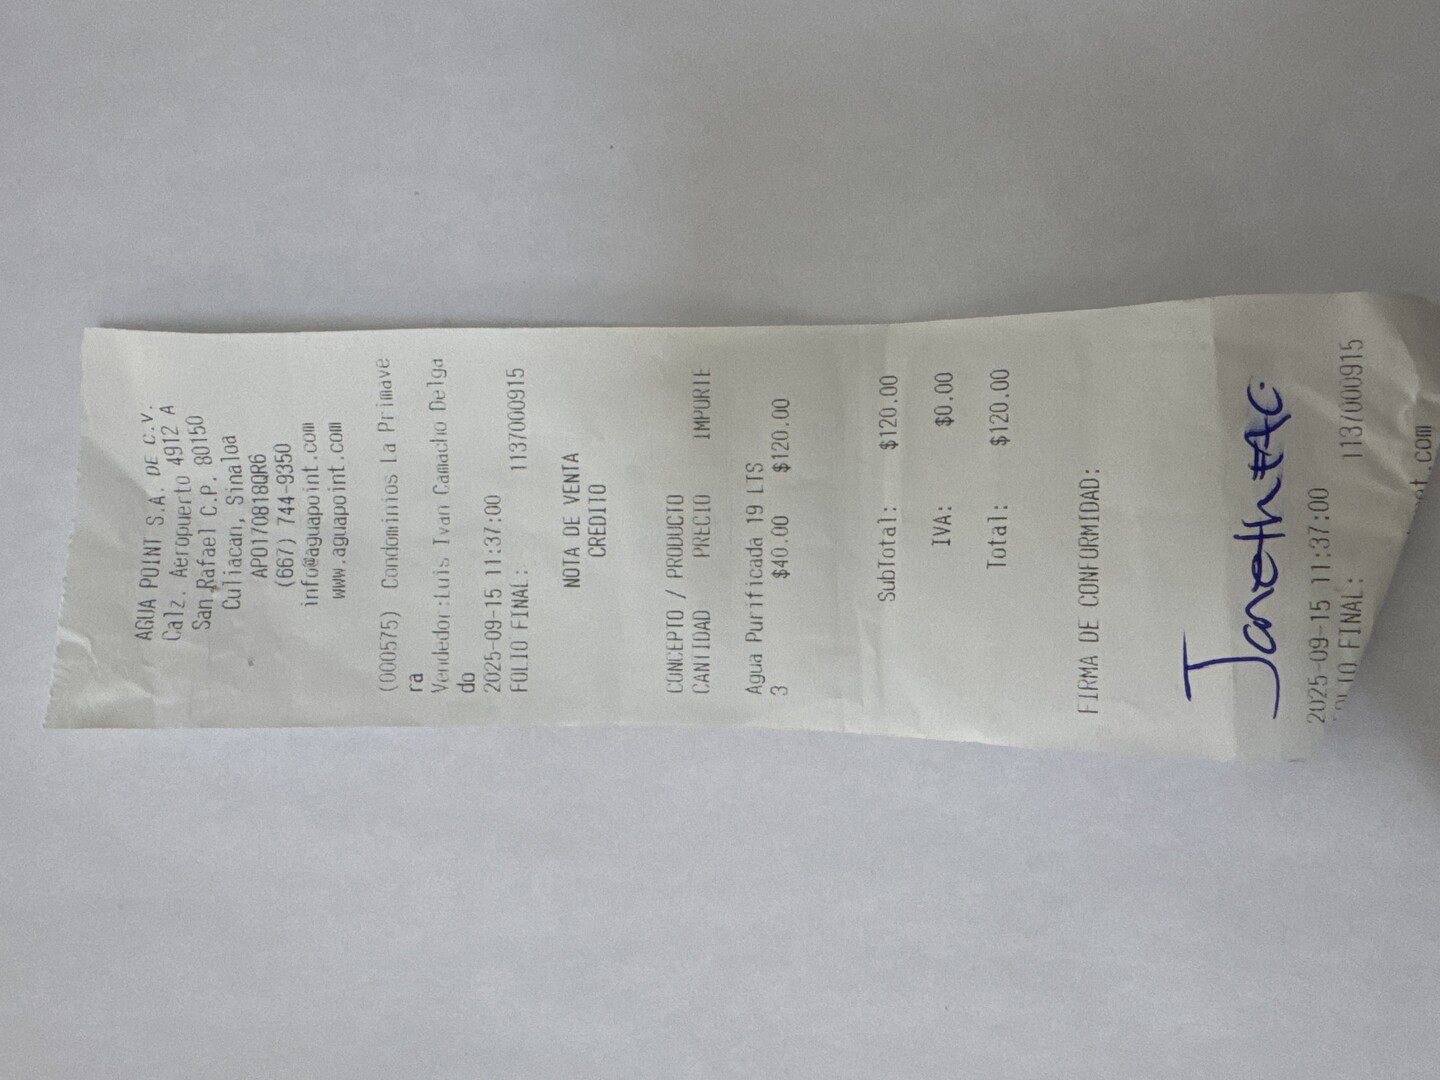 AGUA POINT S.A. DE C.V.
Calz. Aeropuerto 4912 A
San Rafael C.P. 80150
Culiacan, Sinaloa
APO170818QR6
(667) 744-9350
info@aguapoint.com
www.aguapoint.com
(000575) Condominios La Primave
ra
Vendedor:Luis Ivan Camacho Delga
do
2025-09-15 11:37:00
FOLIO FINAL: 1137000915
NOTA DE VENTA
CREDITO
CONCEPTO / PRODUCTO
CANTIDAD PRECIO IMPORTE
Agua Purificada 19 LTS
3 $40.00 $120.00
SubTotal: $120.00
IVA: $0.00
Total: $120.00
FIRMA DE CONFORMIDAD:
Janeth AC.
2025-09-15 11:37:00
FOLIO FINAL: 1137000915